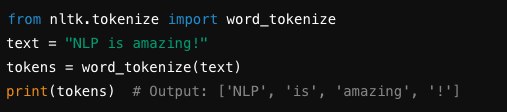 from nltk.tokenize import word_tokenize
text = "NLP is amazing!"
tokens = word_tokenize(text)
print(tokens)  # Output: ['NLP', 'is', 'amazing', '!']